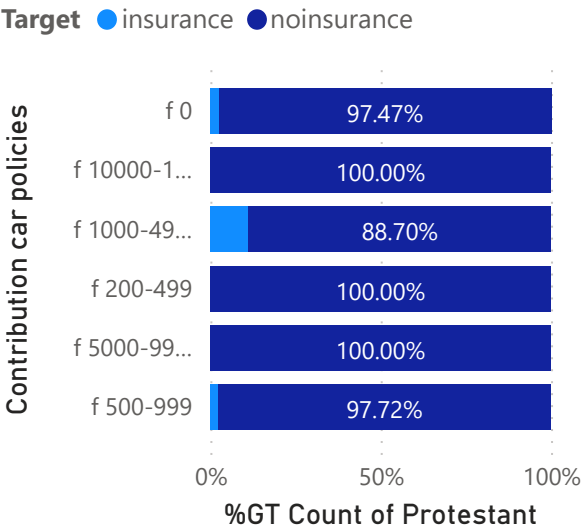 Target insurance noinsurance
Contribution car policies
f 0 97.47%
f 10000-1... 100.00%
f 1000-49... 88.70%
f 200-499 100.00%
f 5000-99... 100.00%
f 500-999 97.72%
0% 50% 100%
%GT Count of Protestant